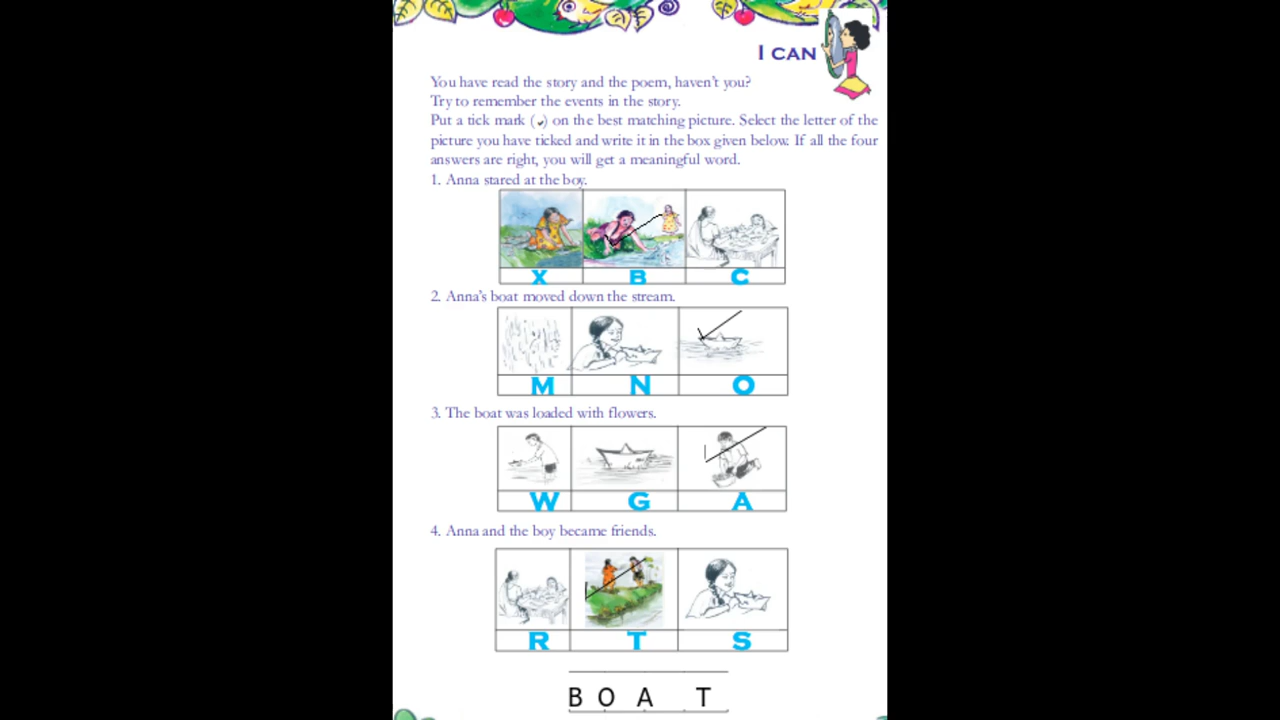 I CAN
You have read the story and the poem, haven't you?
Try to remember the events in the story.
Put a tick mark (✓) on the best matching picture. Select the letter of the
picture you have ticked and write it in the box given below. If all the four
answers are right, you will get a meaningful word.
1. Anna stared at the boy.
X B C
2. Anna's boat moved down the stream.
M N O
3. The boat was loaded with flowers.
W G A
4. Anna and the boy became friends.
R T S
B O A T